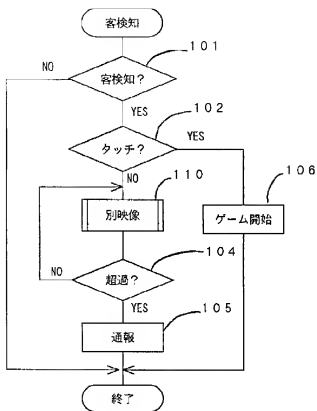 客検知
101
NO
客検知?
YES
102
タッチ?
YES
NO
110
106
別映像
ゲーム開始
104
超過?
NO
YES
105
通報
終了